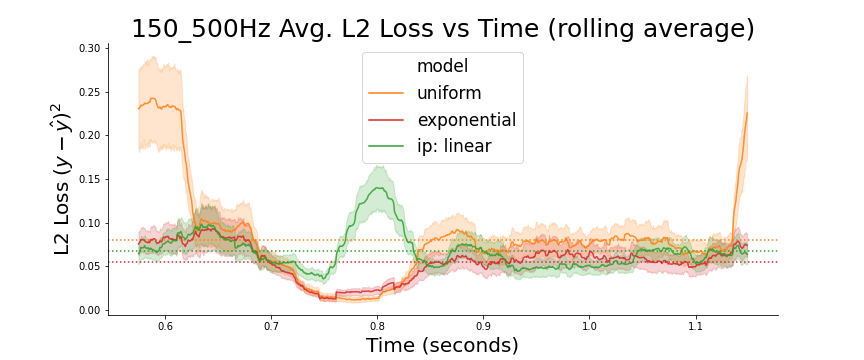 150_500Hz Avg. L2 Loss vs Time (rolling average)
L2 Loss (y − ŷ)²
0.30
0.25
0.20
0.15
0.10
0.05
0.00
model
uniform
exponential
ip: linear
0.6 0.7 0.8 0.9 1.0 1.1
Time (seconds)